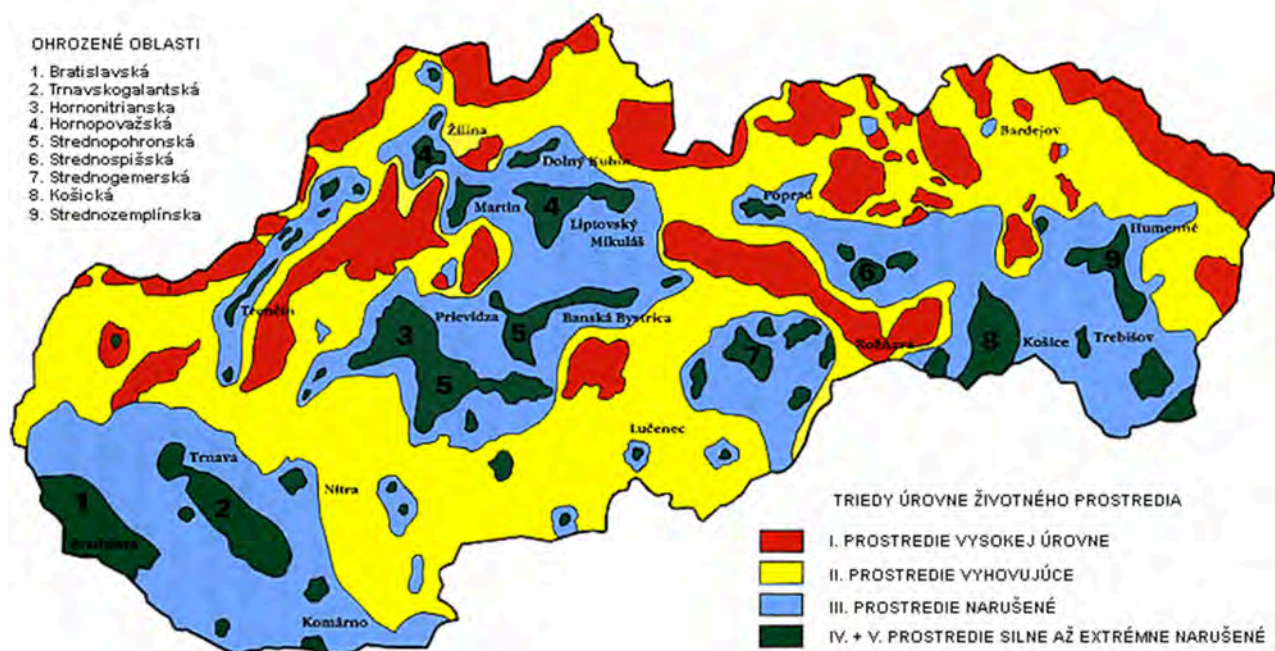 OHROZENÉ OBLASTI
1. Bratislavská
2. Trnavskogalantská
3. Hornonitrianska
4. Hornopovažská
5. Strednopohronská
6. Strednospišská
7. Strednogemerská
8. Košická
9. Strednozemplínska
Žilina
Bardejov
4
Dolný Kubín
Poprad
Martin
4
Liptovský
Mikuláš
Humenné
9
6
Trenčín
Prievidza
Banská Bystrica
3
5
Rožňava
8
Košice
Trebišov
7
5
Lučenec
Trnava
Nitra
1
2
Bratislava
Komárno
TRIEDY ÚROVNE ŽIVOTNÉHO PROSTREDIA
I. PROSTREDIE VYSOKEJ ÚROVNE
II. PROSTREDIE VYHOVUJÚCE
III. PROSTREDIE NARUŠENÉ
IV. + V. PROSTREDIE SILNE AŽ EXTRÉMNE NARUŠENÉ